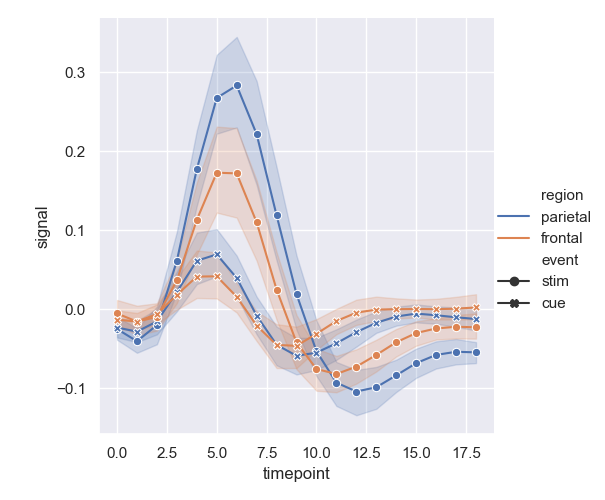 0.3
0.2
0.1
0.0
−0.1
signal
0.0 2.5 5.0 7.5 10.0 12.5 15.0 17.5
timepoint
region
parietal
frontal
event
stim
cue